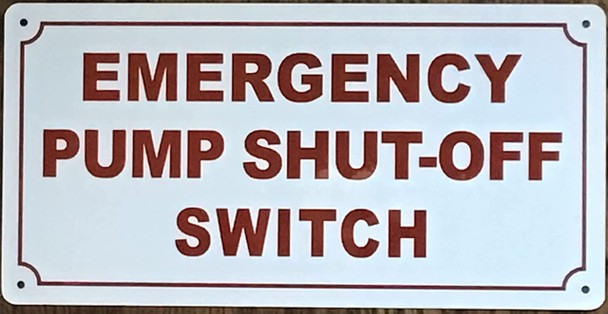 EMERGENCY
PUMP SHUT-OFF
SWITCH